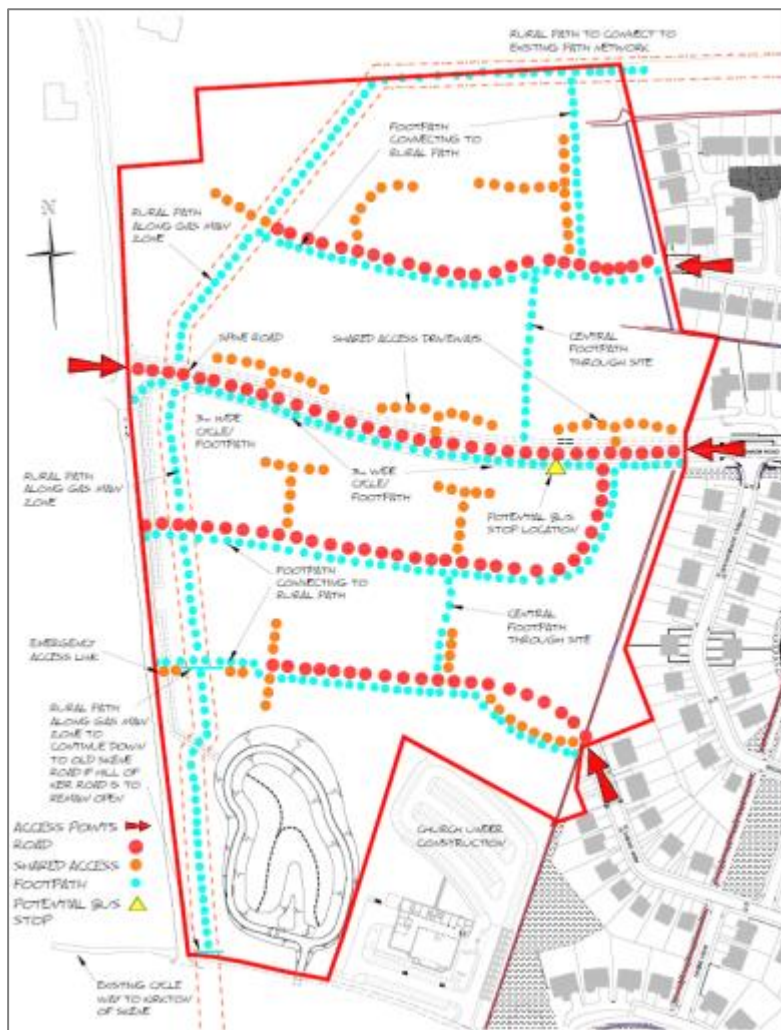 RURAL PATH TO CONNECT TO
EXISTING PATH NETWORK
FOOTPATH
CONNECTING TO
RURAL PATH
N
RURAL PATH
ALONG GAS MAIN
ZONE
SPINE ROAD
SHARED ACCESS DRIVEWAYS
CENTRAL
FOOTPATH
THROUGH SITE
3m WIDE
CYCLE/
FOOTPATH
3m WIDE
CYCLE/
FOOTPATH
RURAL PATH
ALONG GAS MAIN
ZONE
POTENTIAL BUS
STOP LOCATION
FOOTPATH
CONNECTING TO
RURAL PATH
CENTRAL
FOOTPATH
THROUGH SITE
EMERGENCY
ACCESS LINK
RURAL PATH
ALONG GAS MAIN
ZONE TO
CONTINUE DOWN
TO OLD SKENE
ROAD IF HILL OF
KEIR ROAD IS TO
REMAIN OPEN
CHURCH UNDER
CONSTRUCTION
ACCESS POINTS
ROAD
SHARED ACCESS
FOOTPATH
POTENTIAL BUS
STOP
EXISTING CYCLE
WAY TO KIRKTON
OF SKENE